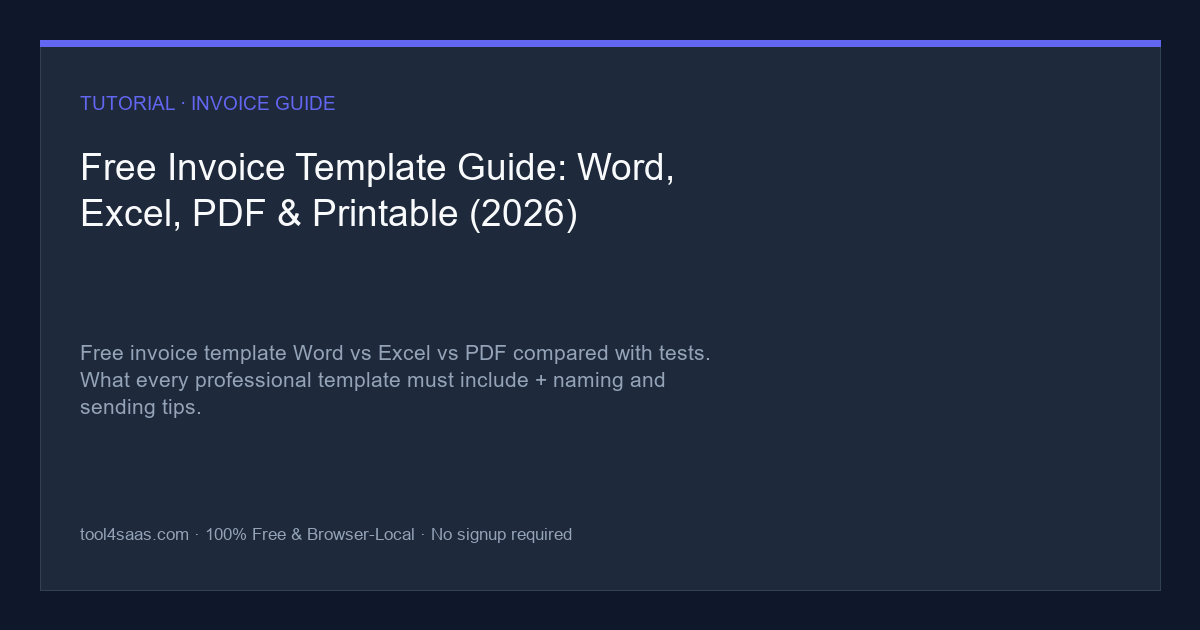 TUTORIAL · INVOICE GUIDE
Free Invoice Template Guide: Word,
Excel, PDF & Printable (2026)
Free invoice template Word vs Excel vs PDF compared with tests.
What every professional template must include + naming and
sending tips.
tool4saas.com · 100% Free & Browser-Local · No signup required